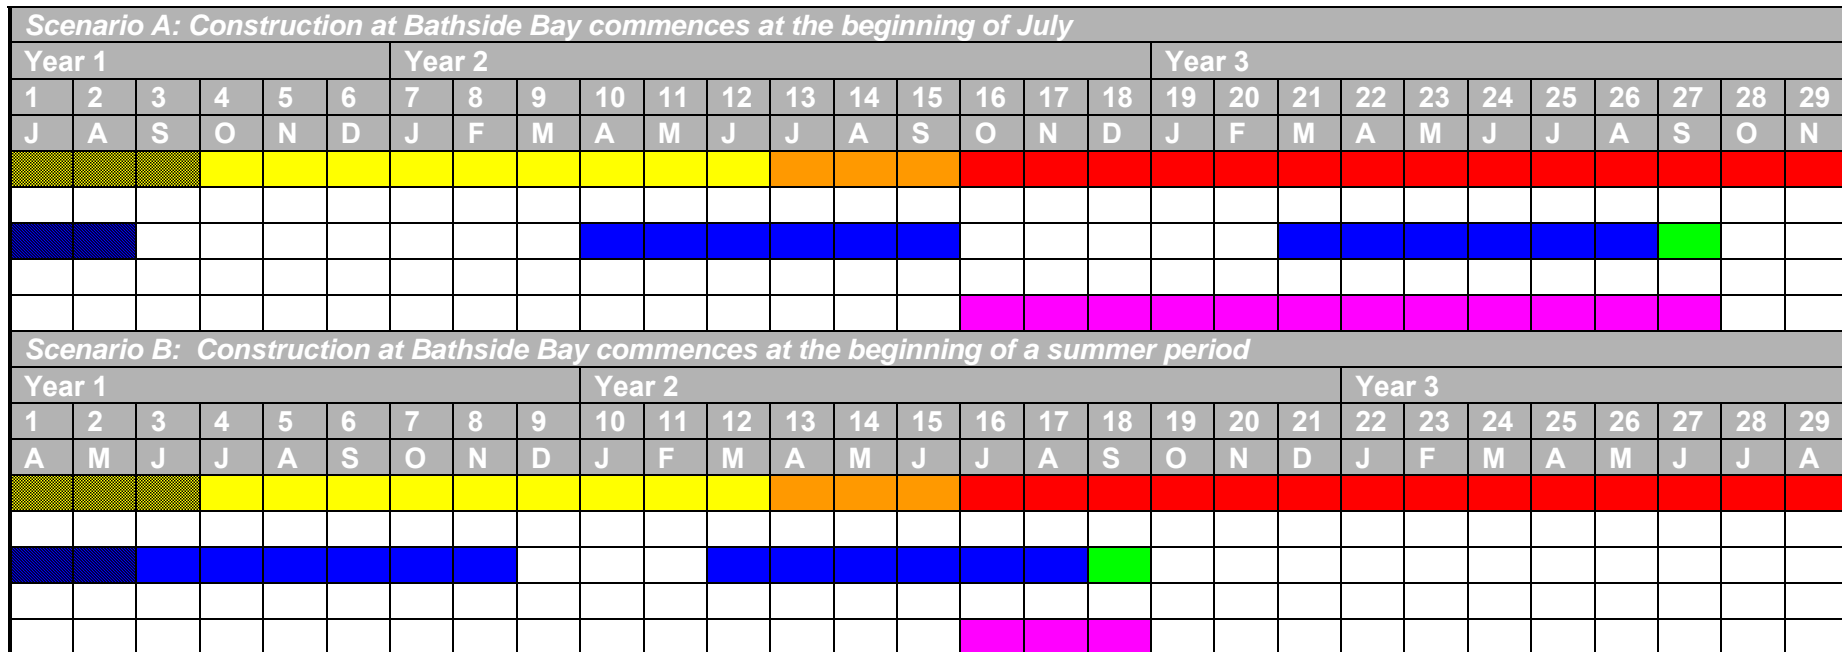 Scenario A: Construction at Bathside Bay commences at the beginning of July
Year 1 Year 2 Year 3
1 2 3 4 5 6 7 8 9 10 11 12 13 14 15 16 17 18 19 20 21 22 23 24 25 26 27 28 29
J A S O N D J F M A M J J A S O N D J F M A M J J A S O N
Scenario B: Construction at Bathside Bay commences at the beginning of a summer period
Year 1 Year 2 Year 3
1 2 3 4 5 6 7 8 9 10 11 12 13 14 15 16 17 18 19 20 21 22 23 24 25 26 27 28 29
A M J J A S O N D J F M A M J J A S O N D J F M A M J J A